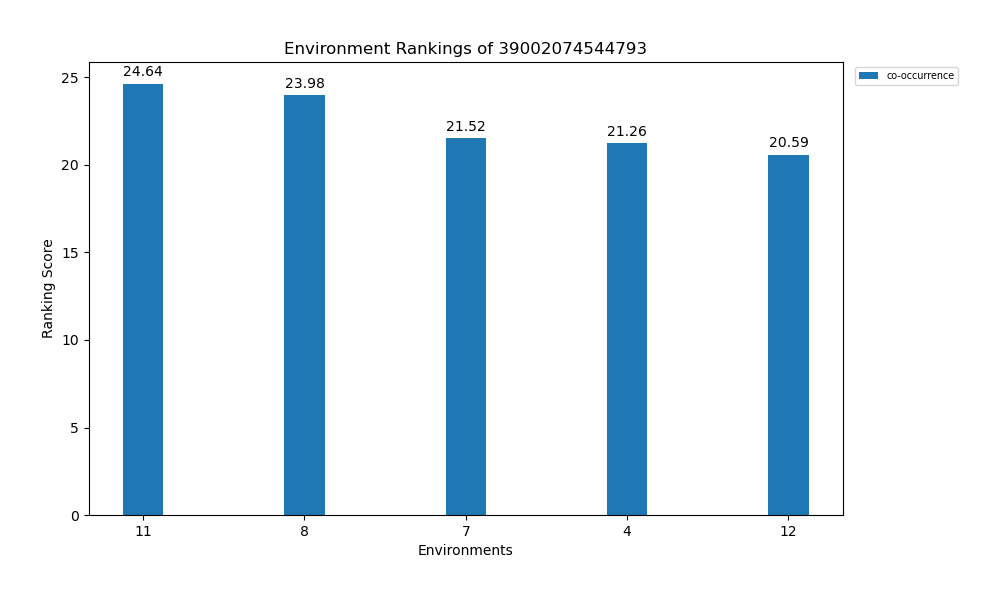 Environment Rankings of 39002074544793
24.64
23.98
21.52
21.26
20.59
co-occurrence
25
20
15
10
5
0
Ranking Score
11 8 7 4 12
Environments